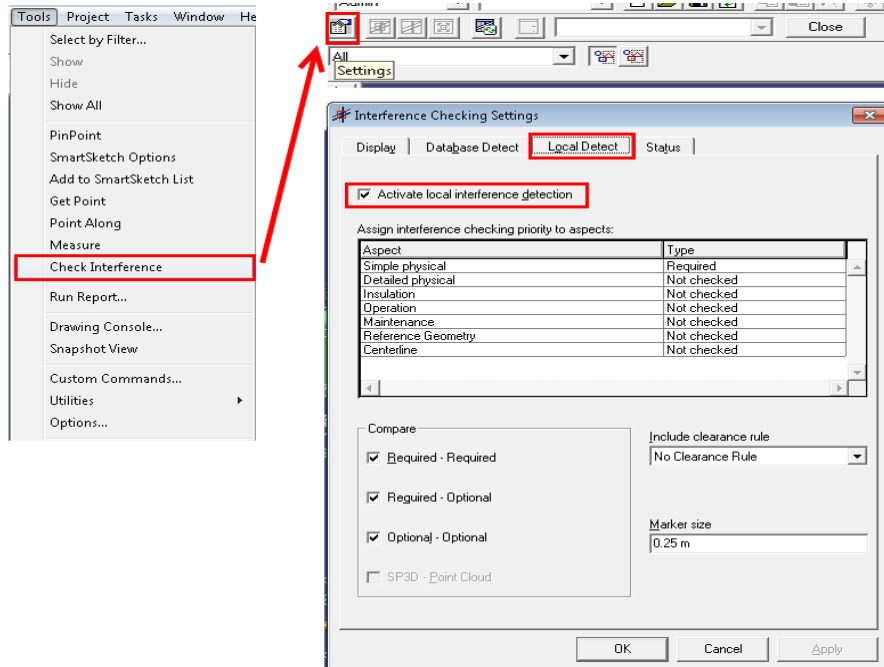 Tools Project Tasks Window He
Select by Filter...
Show
Hide
Show All
PinPoint
SmartSketch Options
Add to SmartSketch List
Get Point
Point Along
Measure
Check Interference
Run Report...
Drawing Console...
Snapshot View
Custom Commands...
Utilities
Options...
Admin
Close
All
Settings
Interference Checking Settings
Display Database Detect Local Detect Status
Activate local interference detection
Assign interference checking priority to aspects:
Aspect Type
Simple physical Required
Detailed physical Not checked
Insulation Not checked
Operation Not checked
Maintenance Not checked
Reference Geometry Not checked
Centerline Not checked
Compare
Required - Required
Required - Optional
Optional - Optional
SP3D - Point Cloud
Include clearance rule
No Clearance Rule
Marker size
0.25 m
OK Cancel Apply